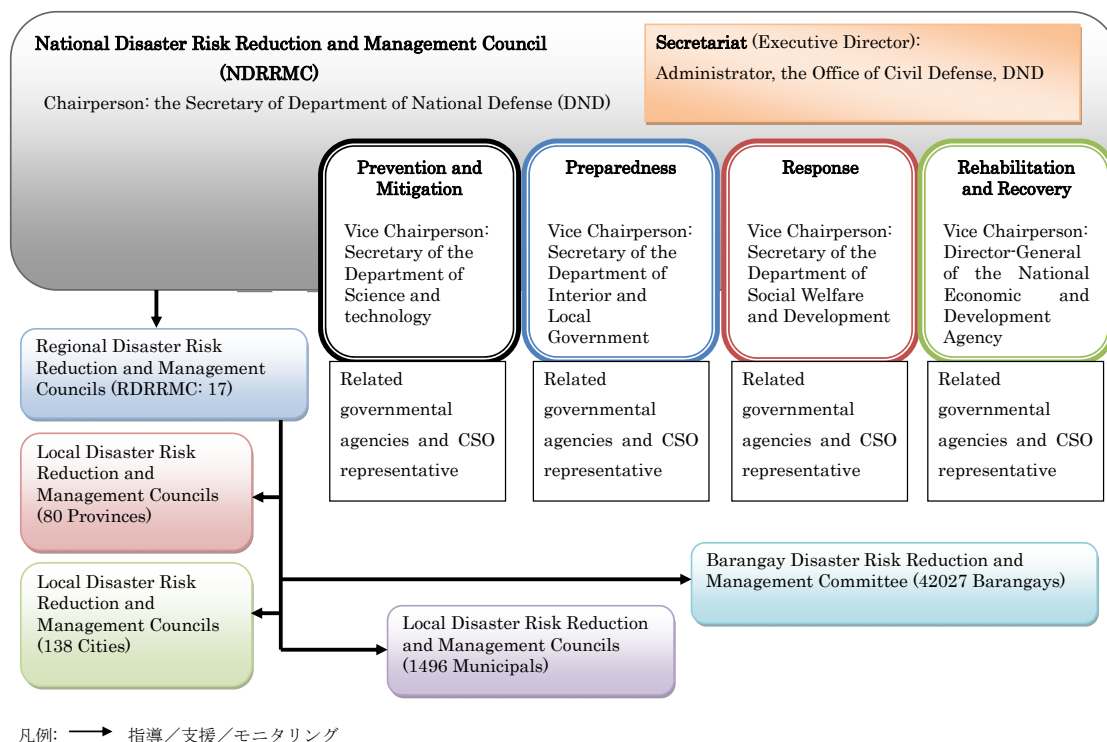 National Disaster Risk Reduction and Management Council
(NDRRMC)
Chairperson: the Secretary of Department of National Defense (DND)
Secretariat (Executive Director):
Administrator, the Office of Civil Defense, DND
Prevention and
Mitigation
Vice Chairperson:
Secretary of the
Department of
Science and
technology
Preparedness
Vice Chairperson:
Secretary of the
Department of
Interior and
Local
Government
Response
Vice Chairperson:
Secretary of the
Department of
Social Welfare
and Development
Rehabilitation
and Recovery
Vice Chairperson:
Director-General
of the National
Economic and
Development
Agency
Related
governmental
agencies and CSO
representative
Related
governmental
agencies and CSO
representative
Related
governmental
agencies and CSO
representative
Related
governmental
agencies and CSO
representative
Regional Disaster Risk
Reduction and Management
Councils (RDRRMC: 17)
Local Disaster Risk
Reduction and
Management Councils
(80 Provinces)
Local Disaster Risk
Reduction and
Management Councils
(138 Cities)
Local Disaster Risk Reduction
and Management Councils
(1496 Municipals)
Barangay Disaster Risk Reduction and
Management Committee (42027 Barangays)
凡例: 指導／支援／モニタリング